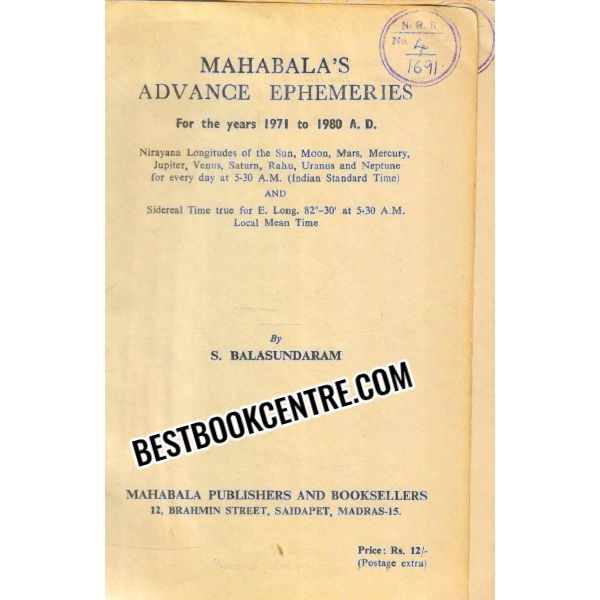 N. R. R
No. 4
1691
MAHABALA'S
ADVANCE EPHEMERIES
For the years 1971 to 1980 A. D.
Nirayana Longitudes of the Sun, Moon, Mars, Mercury,
Jupiter, Venus, Saturn, Rahu, Uranus and Neptune
for every day at 5-30 A.M. (Indian Standard Time)
AND
Sidereal Time true for E. Long. 82°-30' at 5-30 A.M.
Local Mean Time
By
S. BALASUNDARAM
BESTBOOKCENTRE.COM
MAHABALA PUBLISHERS AND BOOKSELLERS
12, BRAHMIN STREET, SAIDAPET, MADRAS-15.
Price: Rs. 12/-
(Postage extra)